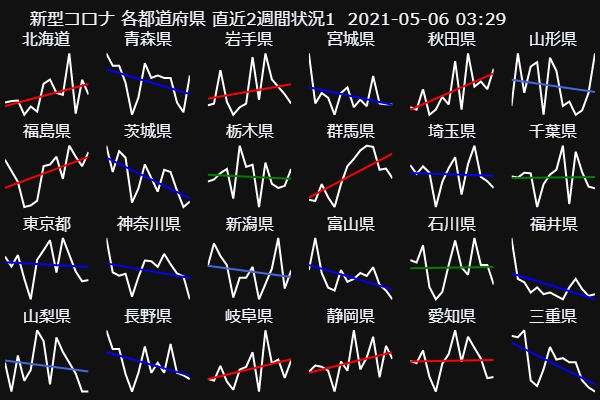 新型コロナ 各都道府県 直近2週間状況1 2021-05-06 03:29
北海道 青森県 岩手県 宮城県 秋田県 山形県
福島県 茨城県 栃木県 群馬県 埼玉県 千葉県
東京都 神奈川県 新潟県 富山県 石川県 福井県
山梨県 長野県 岐阜県 静岡県 愛知県 三重県